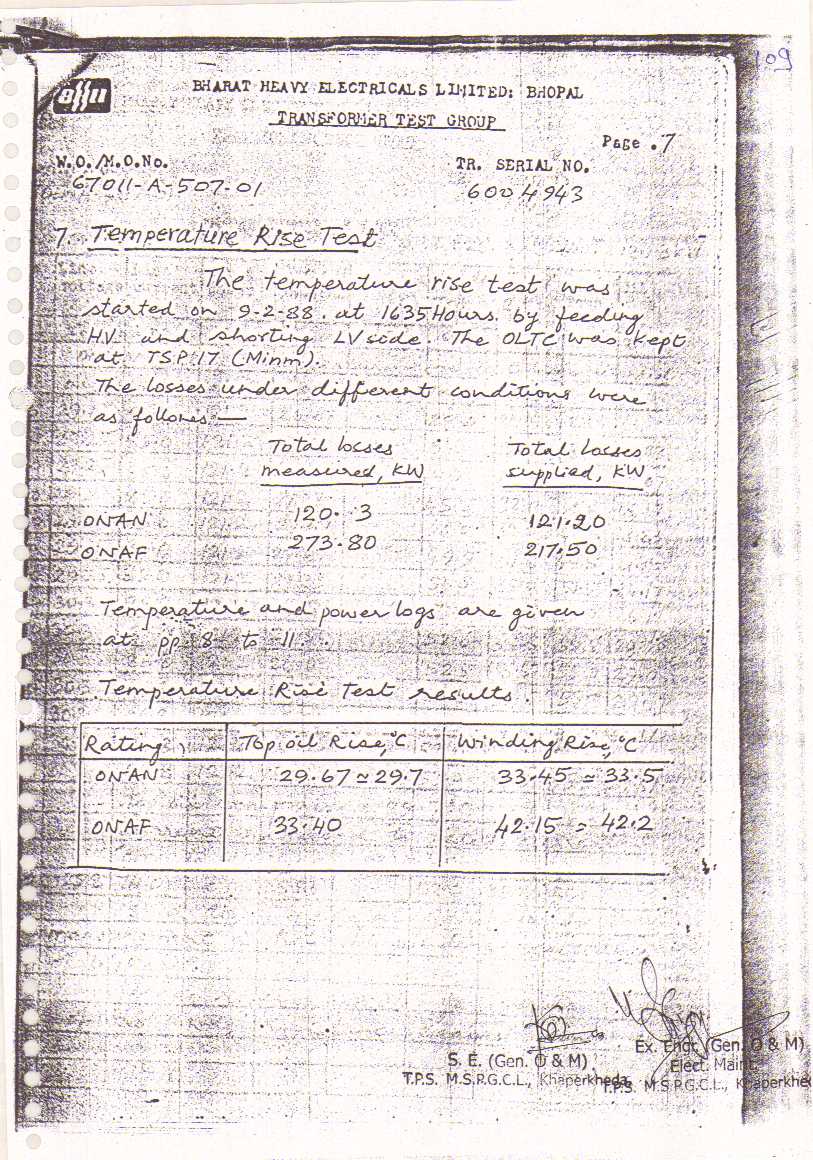 109
BHARAT HEAVY ELECTRICALS LIMITED: BHOPAL
TRANSFORMER TEST GROUP
Page .7
W.O./M.O.No. TR. SERIAL NO.
67011-A-507-01 6004943
7. Temperature Rise Test
The temperature rise test was
started on 9-2-88. at 1635Hours. by feeding
HV and shorting LV side. The OLTC was kept
at TSP. 17 (Minm).
The losses under different conditions were
as follows —
Total losses Total losses
measured, KW supplied, KW
ONAN 120. 3 121.20
ONAF 273.80 217.50
Temperature and power logs are given
at pp 8 to 11.
Temperature Rise Test results.
Rating Top oil Rise, °C Winding Rise, °C
ONAN 29.67 ≃ 29.7 33.45 ≃ 33.5
ONAF 33.40 42.15 = 42.2
S. E. (Gen. O & M) Ex. Engr. (Gen. O & M)
Elect. Maint.
T.P.S. M.S.P.G.C.L., Khaperkheda T.P.S. M.S.P.G.C.L., Khaperkhe